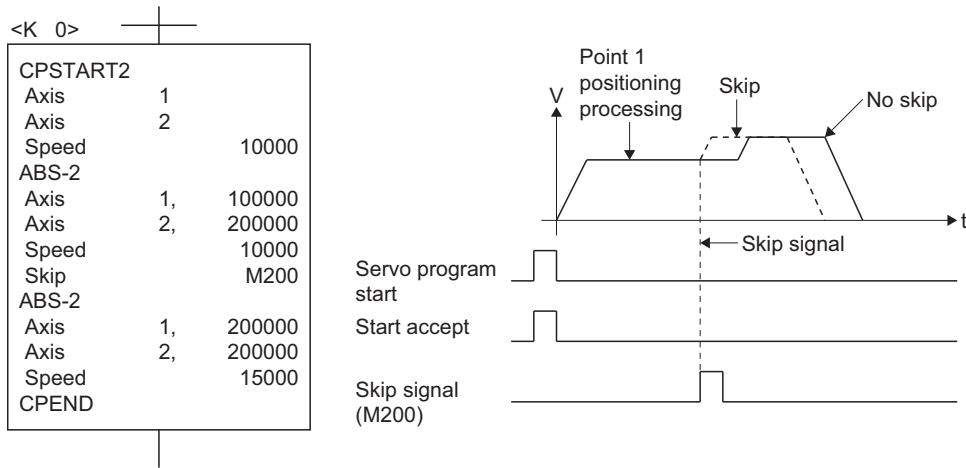 <K 0>
CPSTART2
Axis 1
Axis 2
Speed 10000
ABS-2
Axis 1, 100000
Axis 2, 200000
Speed 10000
Skip M200
ABS-2
Axis 1, 200000
Axis 2, 200000
Speed 15000
CPEND
Point 1
positioning
processing
V
Skip
No skip
t
Skip signal
Servo program
start
Start accept
Skip signal
(M200)